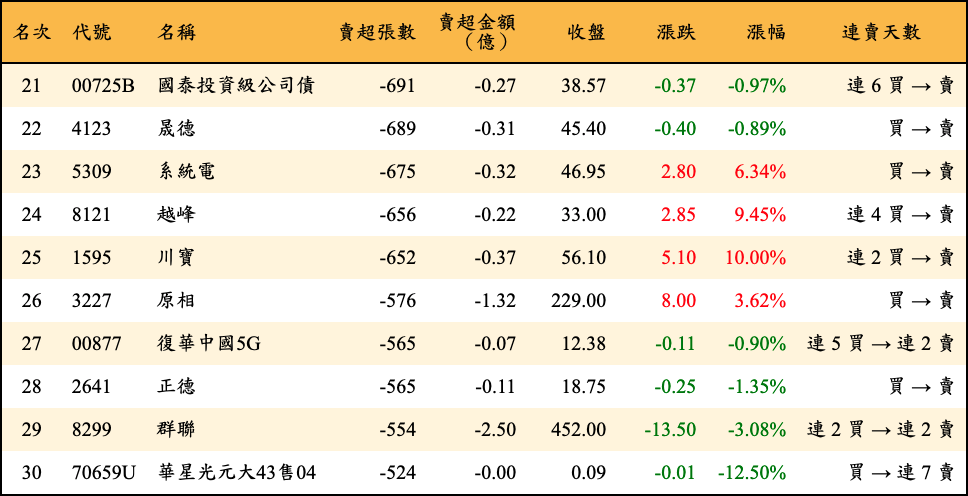 名次 代號 名稱 賣超張數 賣超金額（億） 收盤 漲跌 漲幅 連賣天數
21 00725B 國泰投資級公司債 -691 -0.27 38.57 -0.37 -0.97% 連 6 買 → 賣
22 4123 晟德 -689 -0.31 45.40 -0.40 -0.89% 買 → 賣
23 5309 系統電 -675 -0.32 46.95 2.80 6.34% 買 → 賣
24 8121 越峰 -656 -0.22 33.00 2.85 9.45% 連 4 買 → 賣
25 1595 川寶 -652 -0.37 56.10 5.10 10.00% 連 2 買 → 賣
26 3227 原相 -576 -1.32 229.00 8.00 3.62% 買 → 賣
27 00877 復華中國5G -565 -0.07 12.38 -0.11 -0.90% 連 5 買 → 連 2 賣
28 2641 正德 -565 -0.11 18.75 -0.25 -1.35% 買 → 賣
29 8299 群聯 -554 -2.50 452.00 -13.50 -3.08% 連 2 買 → 連 2 賣
30 70659U 華星光元大43售04 -524 -0.00 0.09 -0.01 -12.50% 買 → 連 7 賣